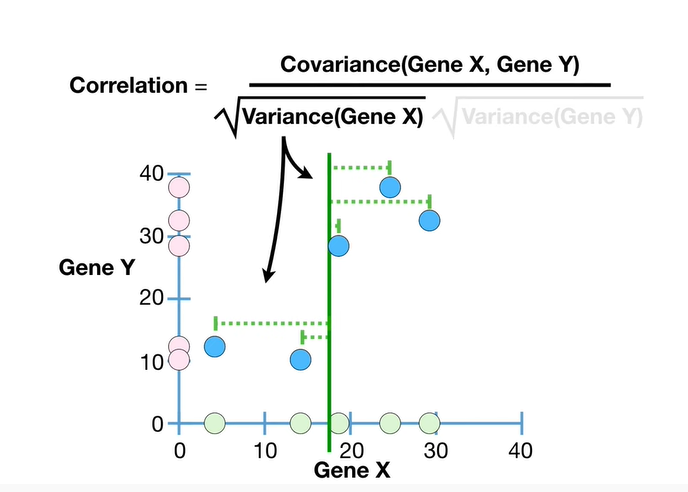 Covariance(Gene X, Gene Y)
Correlation =
√Variance(Gene X) √Variance(Gene Y)
40
30
Gene Y
20
10
0
0 10 20 30 40
Gene X